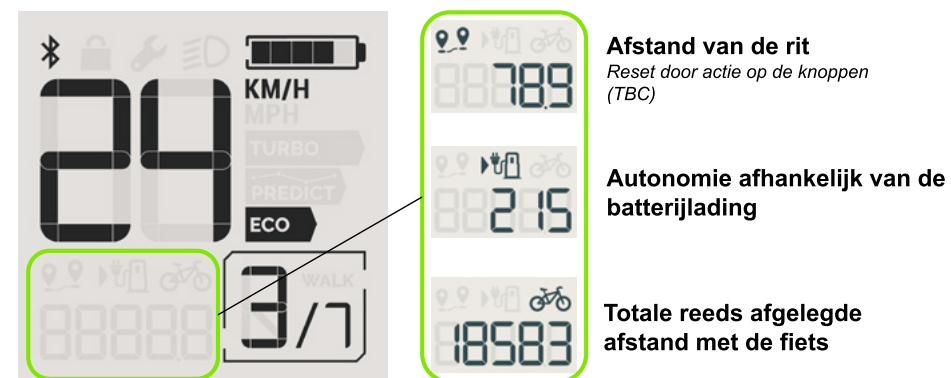 24
KM/H
MPH
TURBO
PREDICT
ECO
WALK
3/7
78.9
Afstand van de rit
Reset door actie op de knoppen
(TBC)
215
Autonomie afhankelijk van de
batterijlading
18583
Totale reeds afgelegde
afstand met de fiets